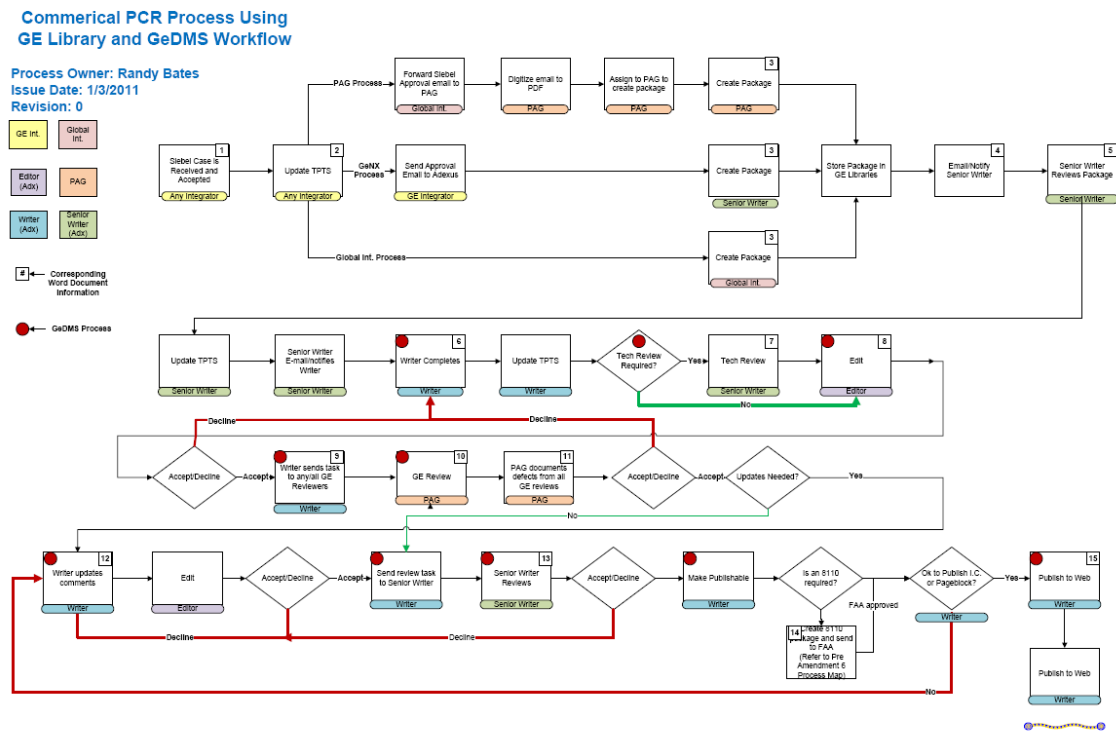 Commerical PCR Process Using
GE Library and GeDMS Workflow
Process Owner: Randy Bates
Issue Date: 1/3/2011
Revision: 0
GE Int.
Global
Int.
Editor
(Adx)
PAG
Writer
(Adx)
Senior
Writer
(Adx)
#
Corresponding
Word Document
Information
GeDMS Process
PAG Process
Forward Siebel
Approval email to
PAG
Global Int.
Digitize email to
PDF
PAG
Assign to PAG to
create package
PAG
3
Create Package
PAG
1
Siebel Case is
Received and
Accepted
Any Integrator
2
Update TPTS
Any Integrator
GeNX
Process
Send Approval
Email to Adexus
GE Integrator
3
Create Package
Senior Writer
Store Package in
GE Libraries
4
Email/Notify
Senior Writer
5
Senior Writer
Reviews Package
Senior Writer
Global Int. Process
3
Create Package
Global Int.
Update TPTS
Senior Writer
Senior Writer
E-mail/notifies
Writer
Senior Writer
6
Writer Completes
Writer
Update TPTS
Writer
Tech Review
Required?
Yes
7
Tech Review
Senior Writer
8
Edit
Editor
No
Decline
Decline
Accept/Decline
Accept
9
Writer sends task
to any/all GE
Reviewers
Writer
10
GE Review
PAG
11
PAG documents
defects from all
GE reviews
PAG
Accept/Decline
Accept
Updates Needed?
Yes
No
12
Writer updates
comments
Writer
Edit
Editor
Accept/Decline
Accept
Send review task
to Senior Writer
Writer
13
Senior Writer
Reviews
Senior Writer
Accept/Decline
Make Publishable
Writer
Is an 8110
required?
FAA approved
14
Create 8110
package and send
to FAA
(Refer to Pre
Amendment 6
Process Map)
Ok to Publish I.C.
or Pageblock?
Writer
Yes
15
Publish to Web
Writer
Decline
Decline
Publish to Web
Writer
No